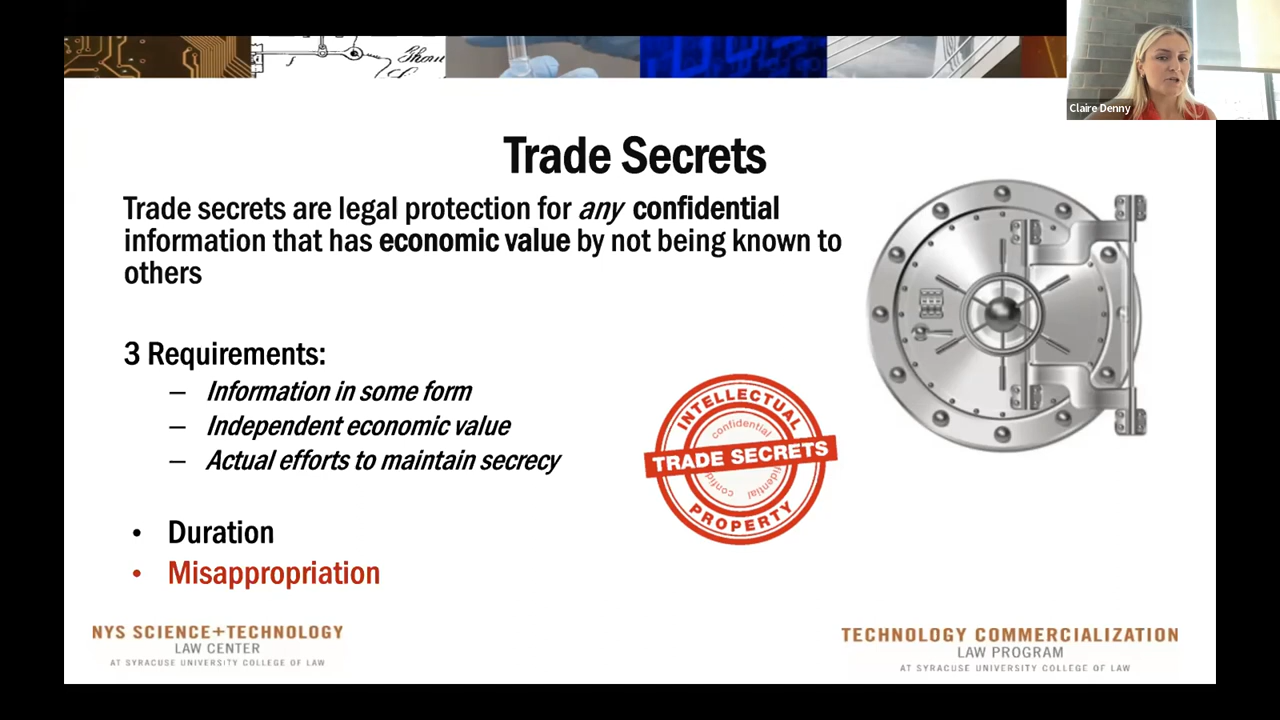 Thom
Claire Denny
Trade Secrets
Trade secrets are legal protection for any confidential
information that has economic value by not being known to
others
3 Requirements:
– Information in some form
– Independent economic value
– Actual efforts to maintain secrecy
INTELLECTUAL
confidential
TRADE SECRETS
confidential
PROPERTY
• Duration
• Misappropriation
NYS SCIENCE+TECHNOLOGY
LAW CENTER
AT SYRACUSE UNIVERSITY COLLEGE OF LAW
TECHNOLOGY COMMERCIALIZATION
LAW PROGRAM
AT SYRACUSE UNIVERSITY COLLEGE OF LAW